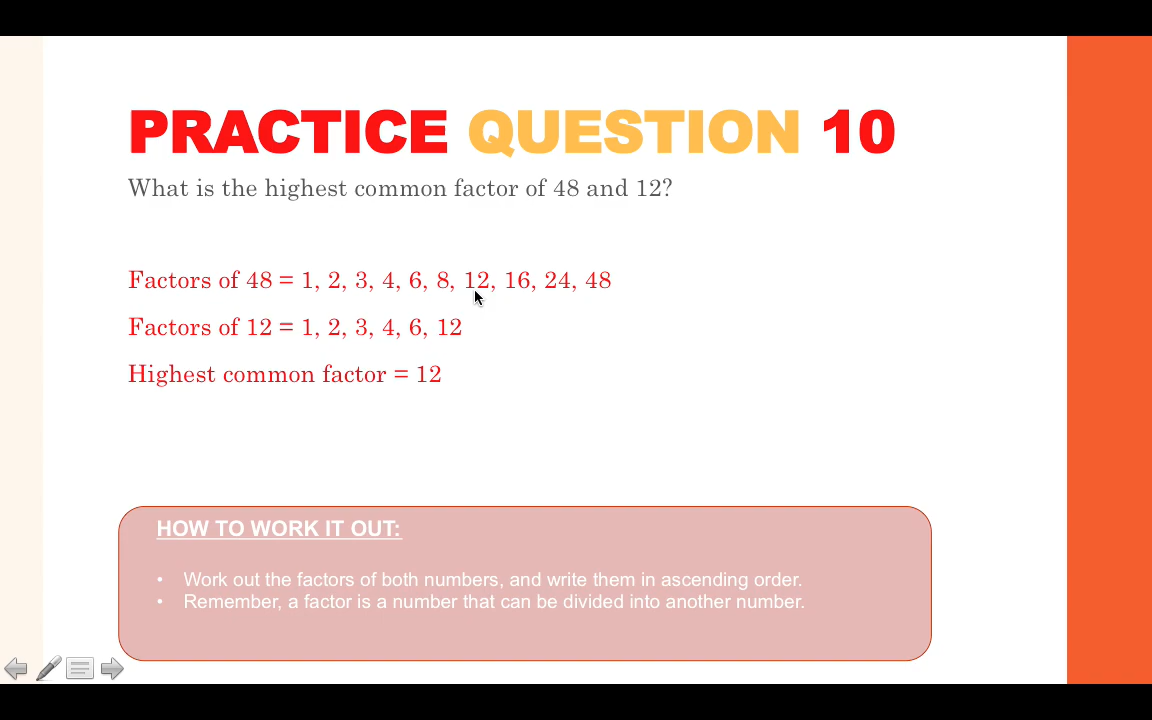 PRACTICE QUESTION 10
What is the highest common factor of 48 and 12?
Factors of 48 = 1, 2, 3, 4, 6, 8, 12, 16, 24, 48
Factors of 12 = 1, 2, 3, 4, 6, 12
Highest common factor = 12
HOW TO WORK IT OUT:
• Work out the factors of both numbers, and write them in ascending order.
• Remember, a factor is a number that can be divided into another number.